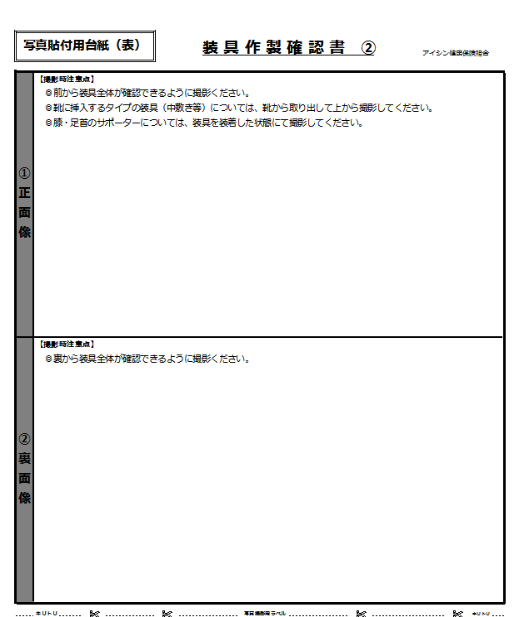 写真貼付用台紙（表）
装具作製確認書 ②
アイシン健康保険組合
【撮影時注意点】
◎前から装具全体が確認できるように撮影ください。
◎靴に挿入するタイプの装具（中敷き等）については、靴から取り出して上から撮影してください。
◎膝・足首のサポーターについては、装具を装着した状態にて撮影してください。
①正面像
【撮影時注意点】
◎裏から装具全体が確認できるように撮影ください。
②裏面像
キリトリ 写真撮影用ラベル キリトリ